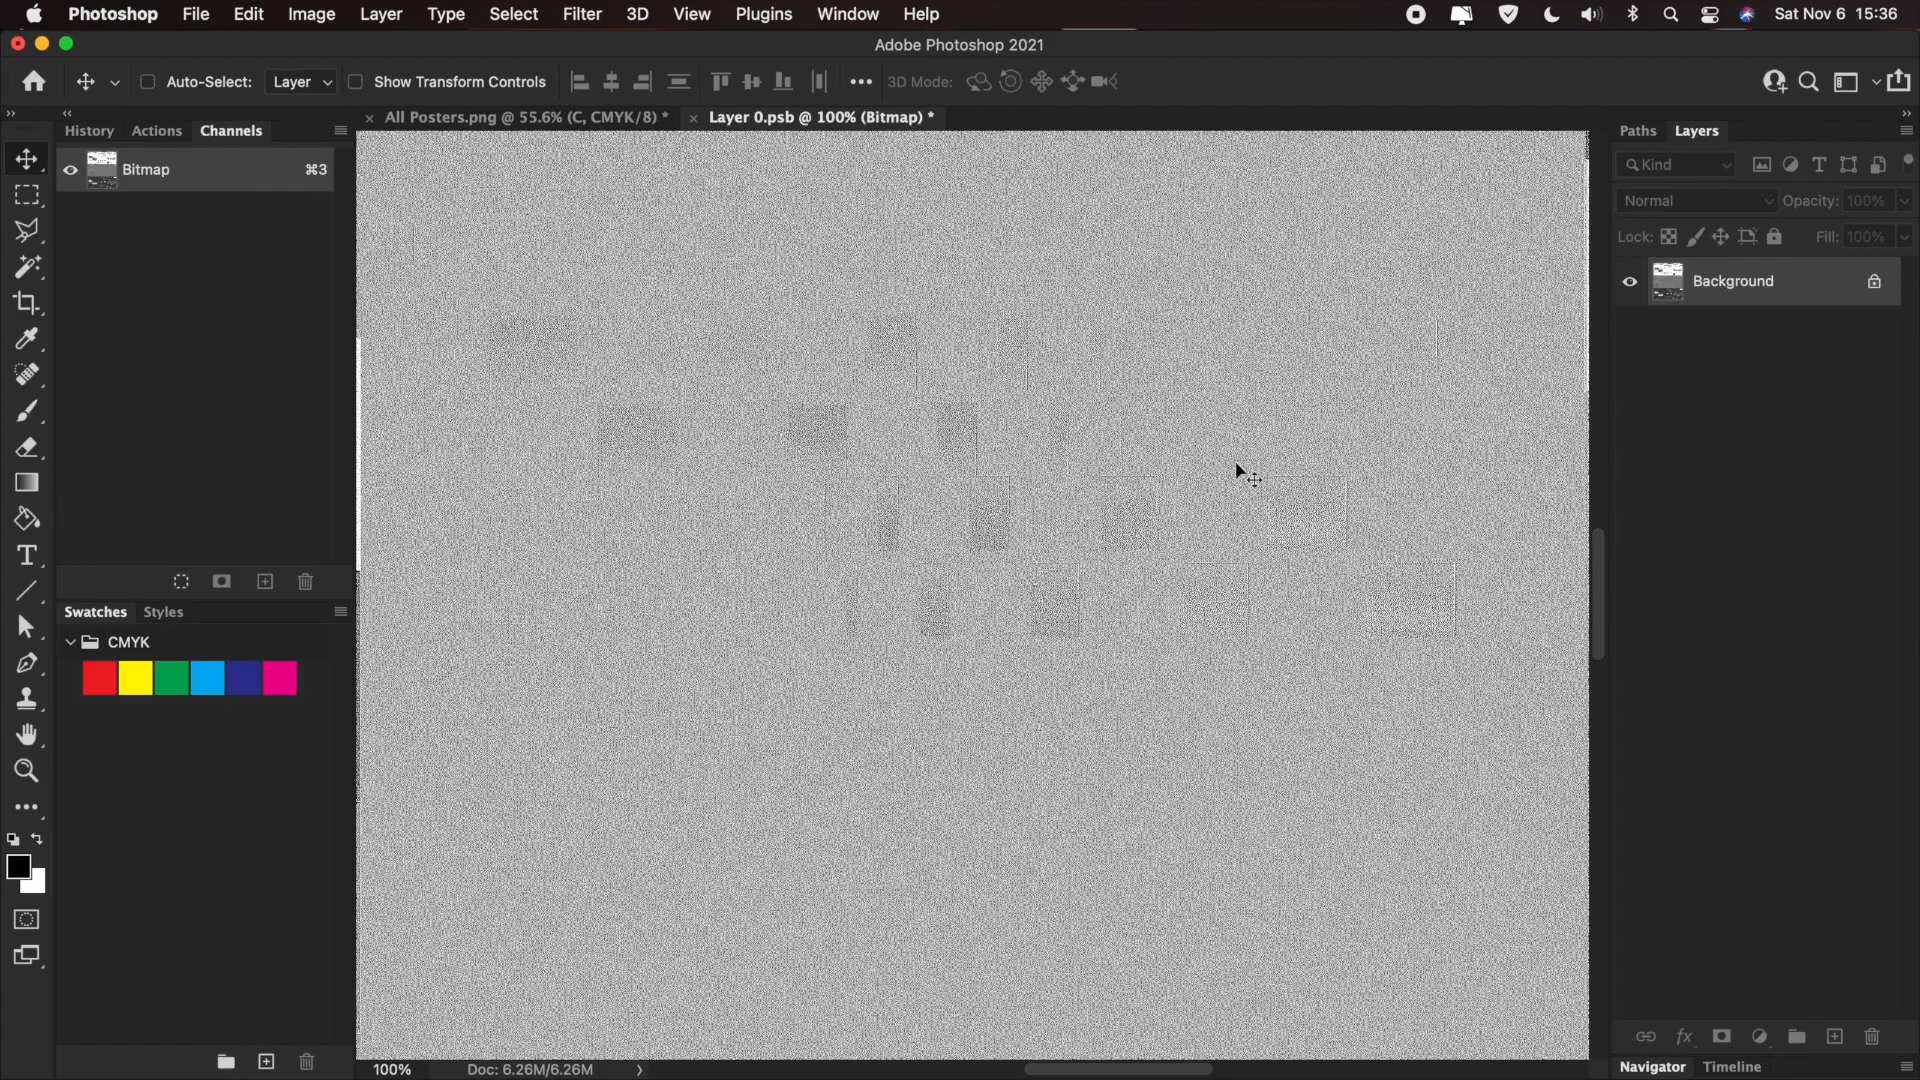 Photoshop File Edit Image Layer Type Select Filter 3D View Plugins Window Help Sat Nov 6 15:36
Adobe Photoshop 2021
Auto-Select: Layer Show Transform Controls 3D Mode:
All Posters.png @ 55.6% (C, CMYK/8) * Layer 0.psb @ 100% (Bitmap) *
History Actions Channels
Bitmap ⌘3
Swatches Styles
CMYK
Paths Layers
Kind
Normal Opacity: 100%
Lock: Fill: 100%
Background
fx
100% Doc: 6.26M/6.26M
Navigator Timeline